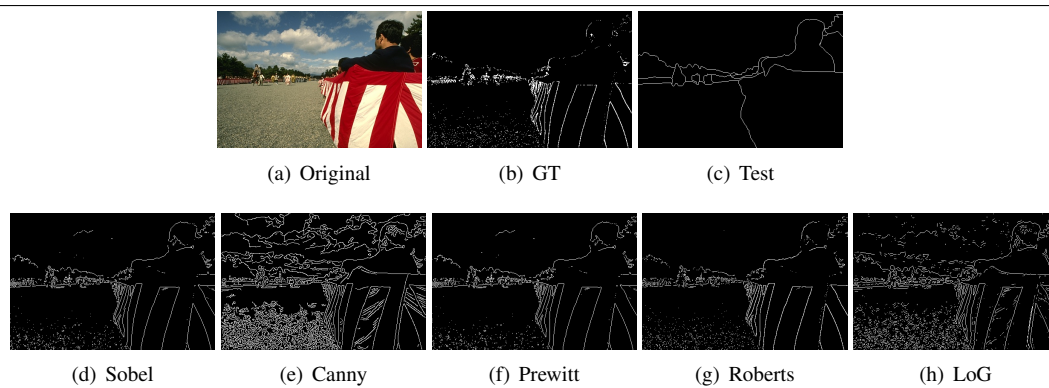 (a) Original
(b) GT
(c) Test
(d) Sobel
(e) Canny
(f) Prewitt
(g) Roberts
(h) LoG